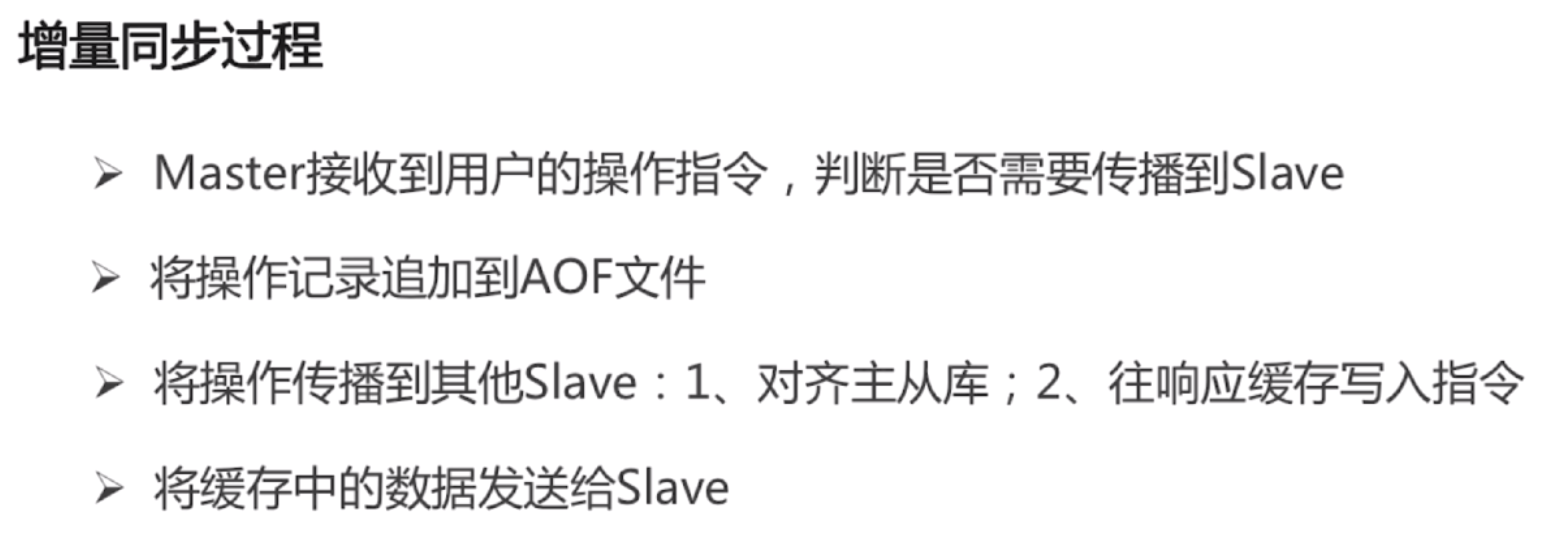 增量同步过程
➢ Master接收到用户的操作指令，判断是否需要传播到Slave
➢ 将操作记录追加到AOF文件
➢ 将操作传播到其他Slave：1、对齐主从库；2、往响应缓存写入指令
➢ 将缓存中的数据发送给Slave